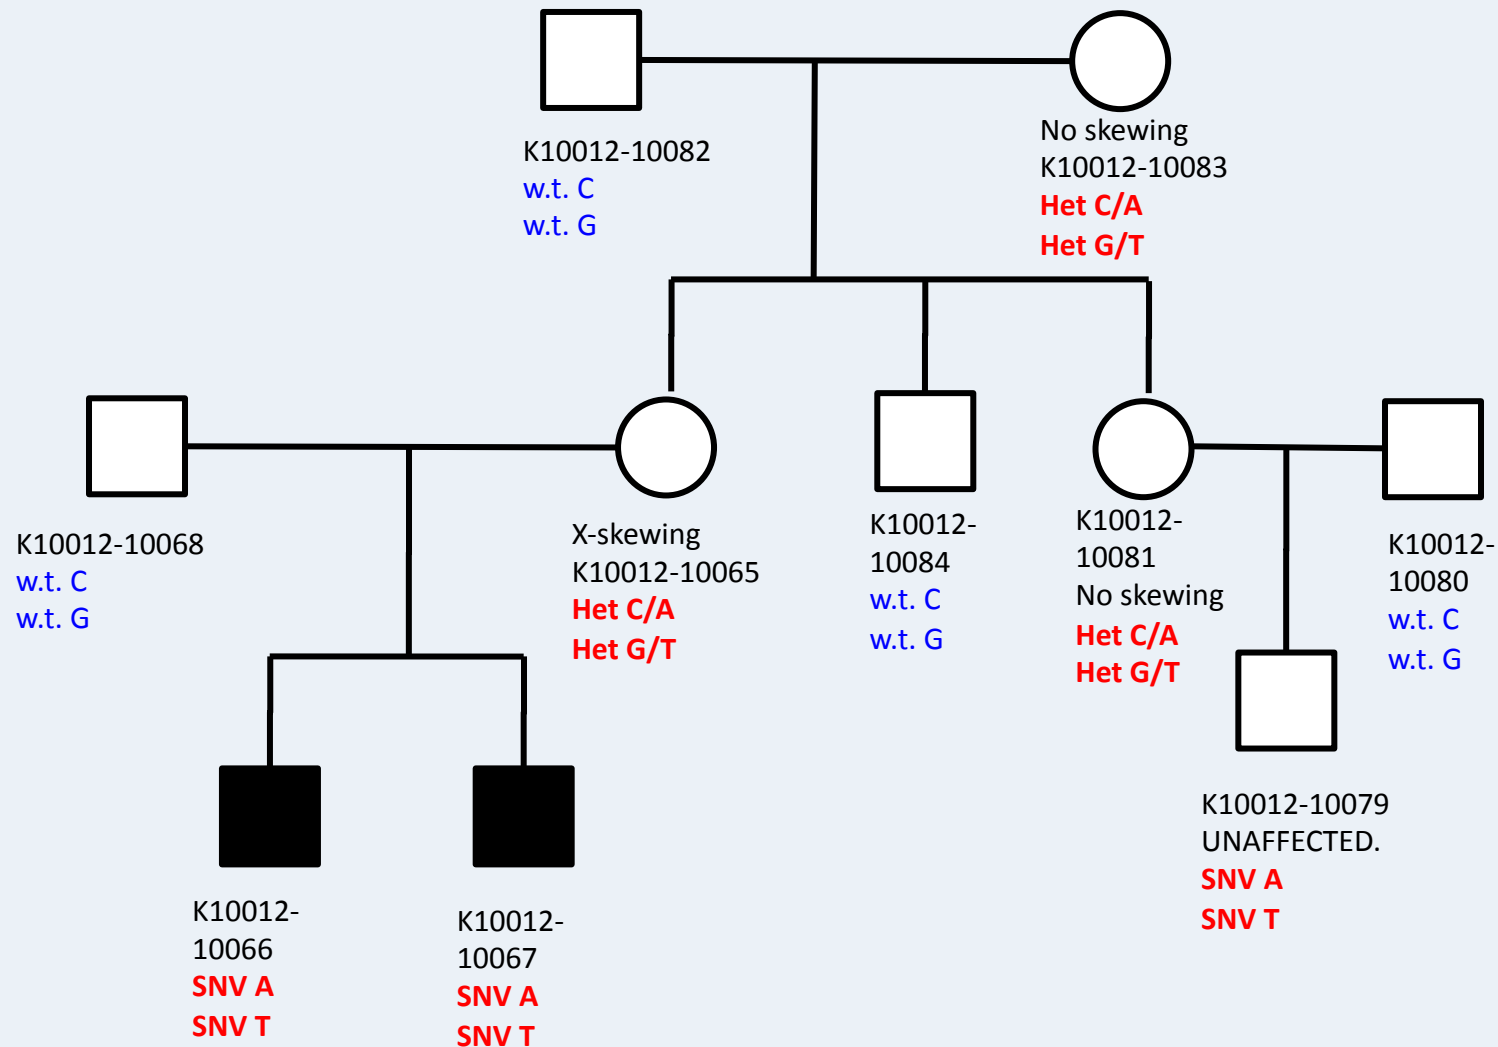 K10012-10082
w.t. C
w.t. G
No skewing
K10012-10083
Het C/A
Het G/T
K10012-10068
w.t. C
w.t. G
X-skewing
K10012-10065
Het C/A
Het G/T
K10012-
10084
w.t. C
w.t. G
K10012-
10081
No skewing
Het C/A
Het G/T
K10012-
10080
w.t. C
w.t. G
K10012-
10066
SNV A
SNV T
K10012-
10067
SNV A
SNV T
K10012-10079
UNAFFECTED.
SNV A
SNV T